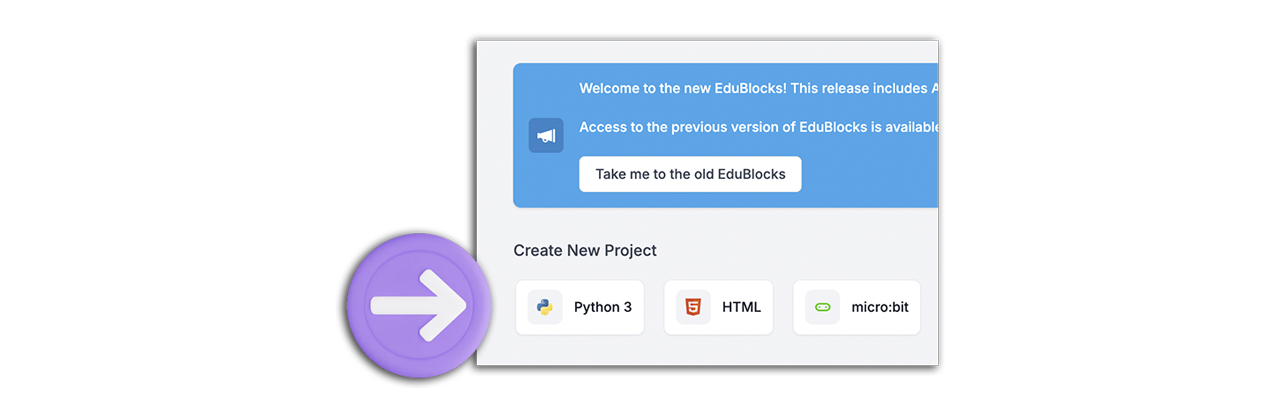 Welcome to the new EduBlocks! This release includes A
Access to the previous version of EduBlocks is available
Take me to the old EduBlocks
Create New Project
Python 3
HTML
micro:bit